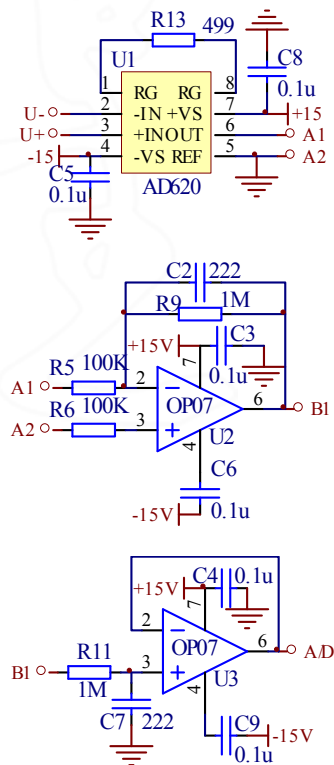 R13 499
U1
C8
0.1u
1 RG RG 8
U- 2 -IN +VS 7 +15
U+ 3 +IN OUT 6 A1
-15 4 -VS REF 5 A2
C5
0.1u
AD620
C2 222
R9 1M
+15V C3
0.1u
7
A1 R5 100K 2
A2 R6 100K 3
OP07
6 B1
U2
4
C6
0.1u
-15V
+15V C4 0.1u
7
2
OP07
6 A/D
B1 R11 3
1M
U3
4
C7 222
C9 -15V
0.1u